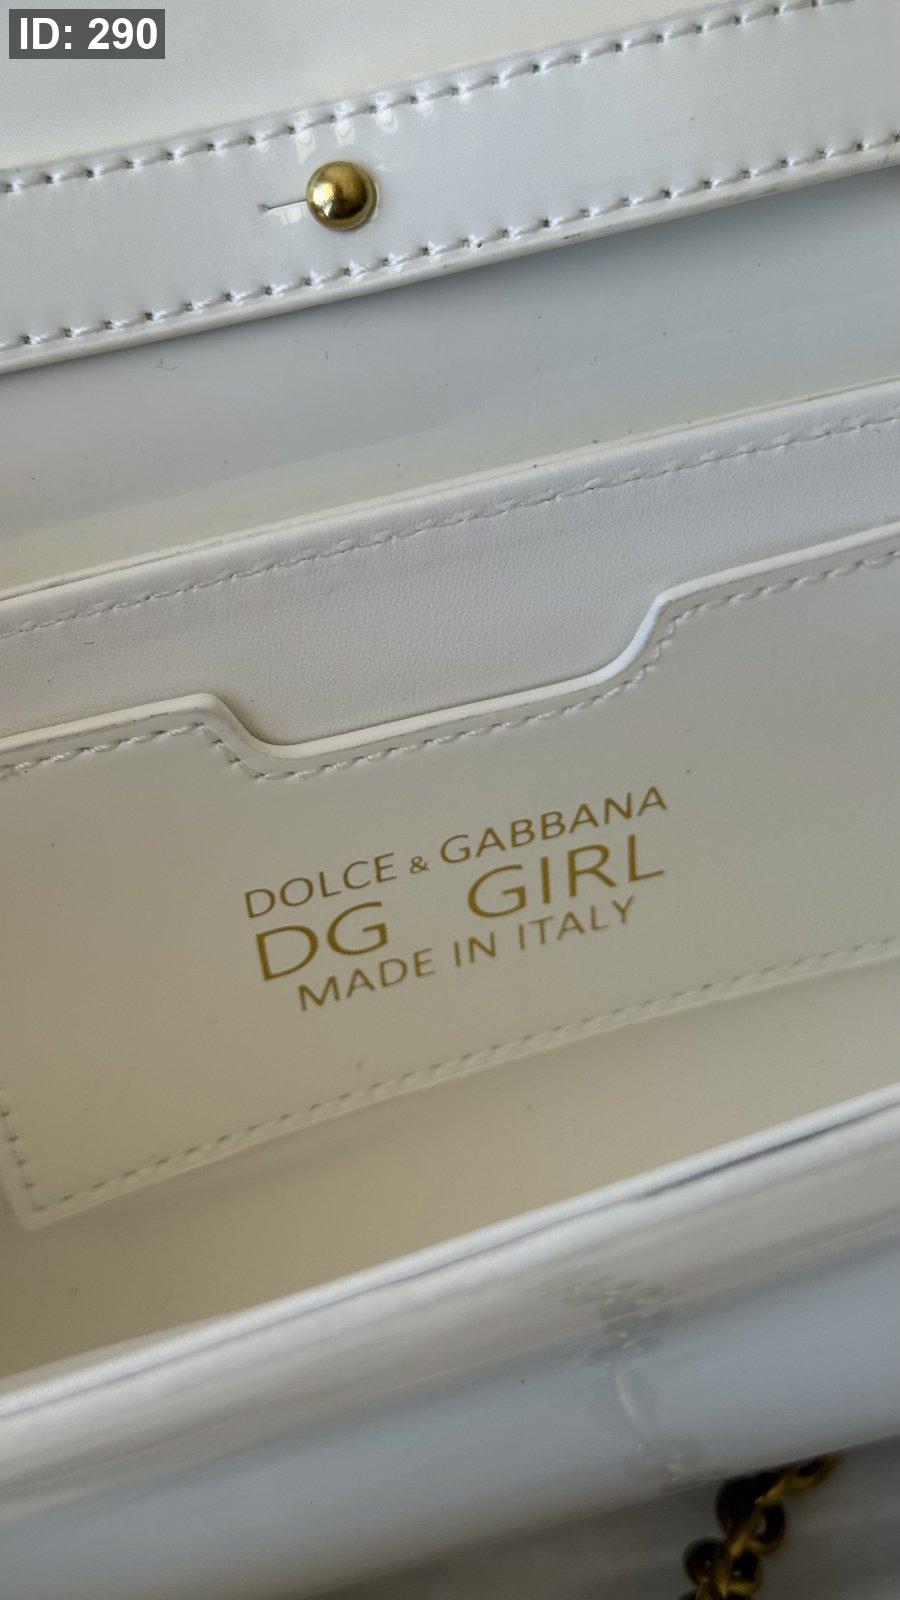 ID: 290
DOLCE & GABBANA
DG GIRL
MADE IN ITALY